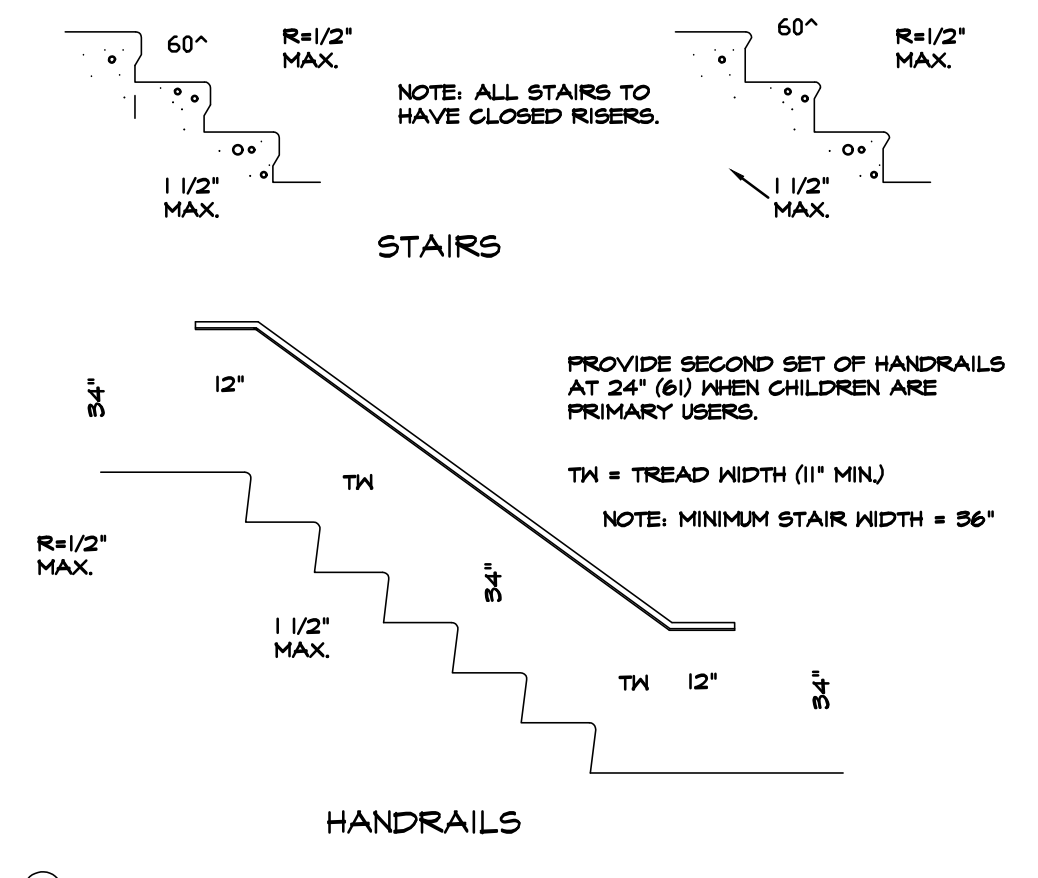 60^
R=1/2"
MAX.
NOTE: ALL STAIRS TO
HAVE CLOSED RISERS.
1 1/2"
MAX.
60^
R=1/2"
MAX.
1 1/2"
MAX.
STAIRS
34"
12"
PROVIDE SECOND SET OF HANDRAILS
AT 24" (61) WHEN CHILDREN ARE
PRIMARY USERS.
TW
TW = TREAD WIDTH (11" MIN.)
NOTE: MINIMUM STAIR WIDTH = 36"
R=1/2"
MAX.
34"
1 1/2"
MAX.
TW
12"
34"
HANDRAILS